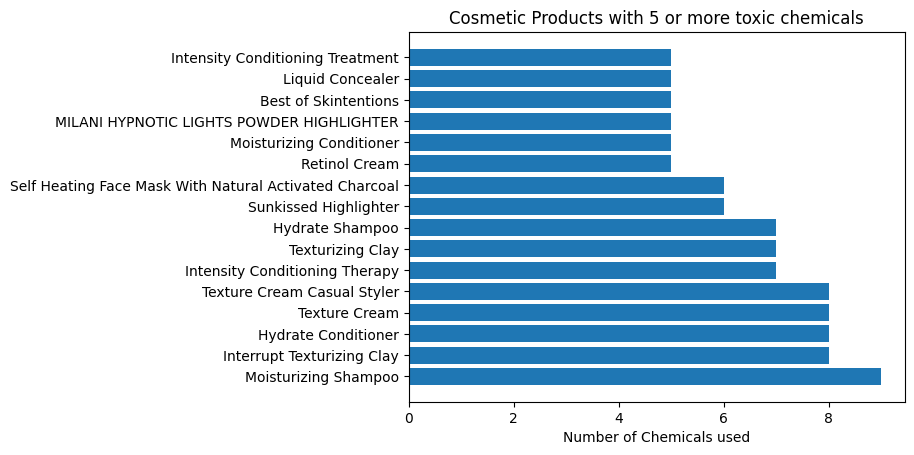 Cosmetic Products with 5 or more toxic chemicals
Intensity Conditioning Treatment
Liquid Concealer
Best of Skintentions
MILANI HYPNOTIC LIGHTS POWDER HIGHLIGHTER
Moisturizing Conditioner
Retinol Cream
Self Heating Face Mask With Natural Activated Charcoal
Sunkissed Highlighter
Hydrate Shampoo
Texturizing Clay
Intensity Conditioning Therapy
Texture Cream Casual Styler
Texture Cream
Hydrate Conditioner
Interrupt Texturizing Clay
Moisturizing Shampoo
0 2 4 6 8
Number of Chemicals used